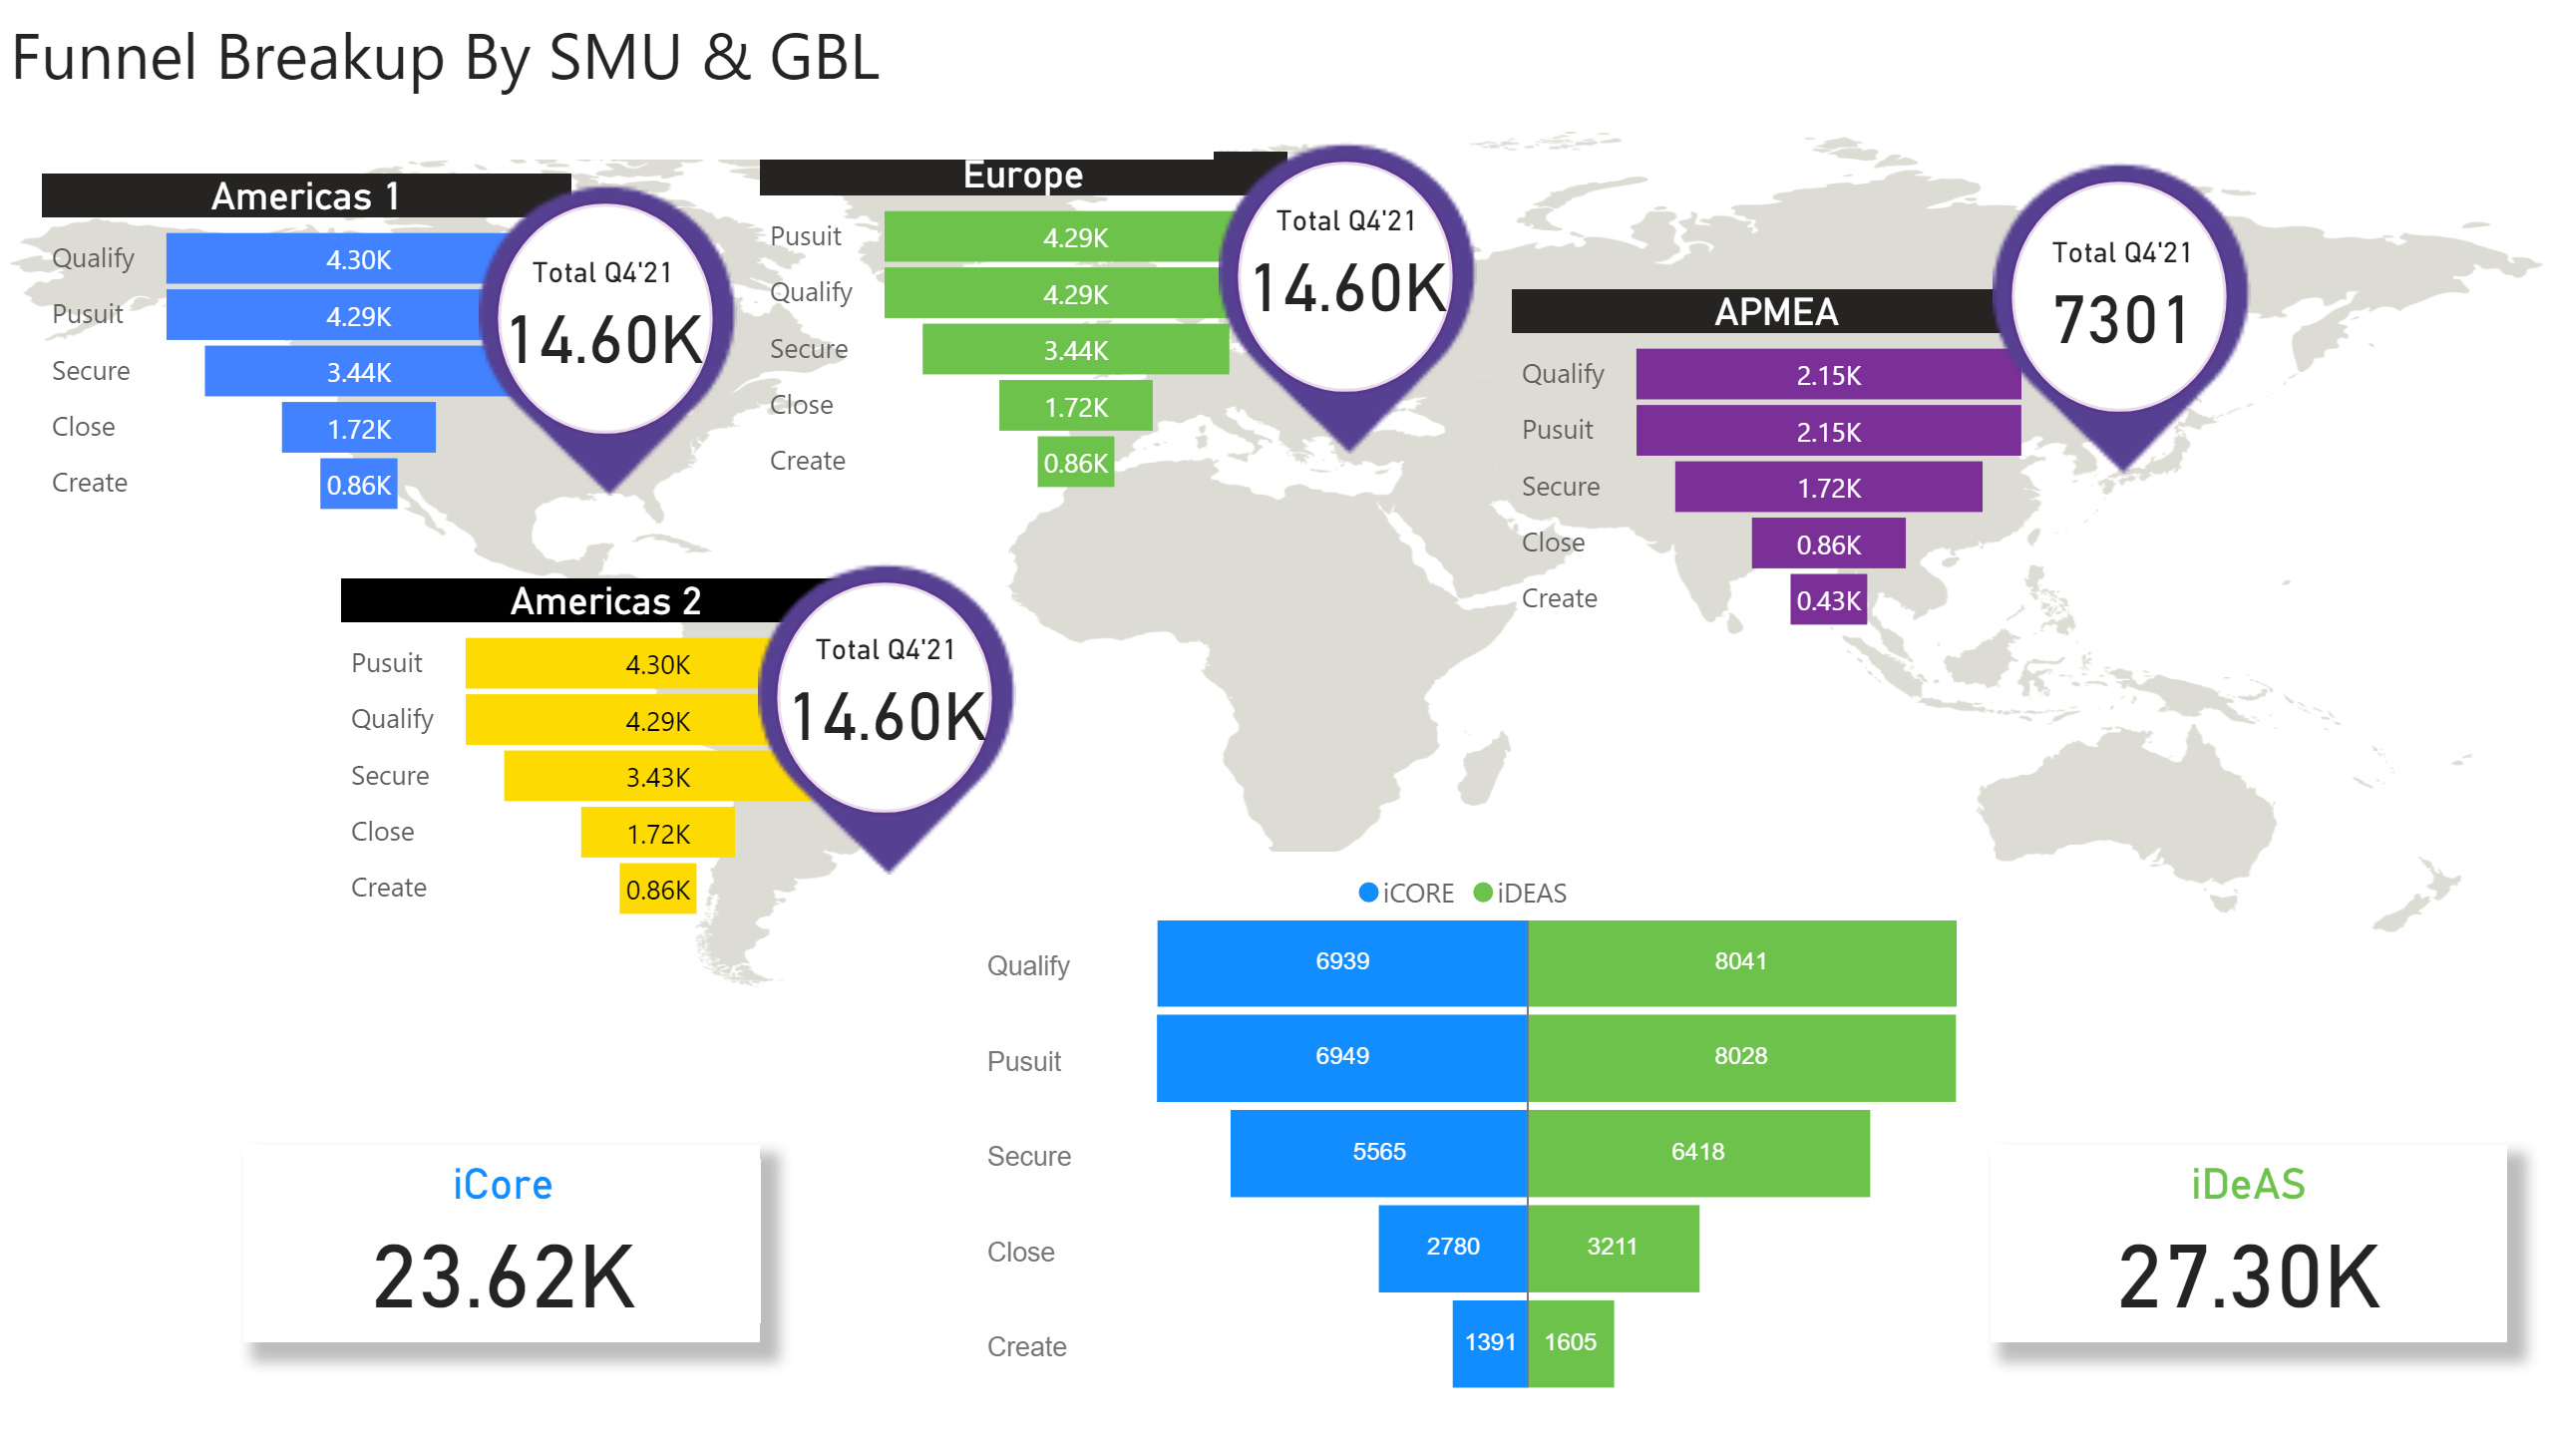 Funnel Breakup By SMU & GBL
Americas 1
Qualify 4.30K
Pusuit 4.29K
Secure 3.44K
Close 1.72K
Create 0.86K
Total Q4'21
14.60K
Europe
Pusuit 4.29K
Qualify 4.29K
Secure 3.44K
Close 1.72K
Create 0.86K
Total Q4'21
14.60K
APMEA
Qualify 2.15K
Pusuit 2.15K
Secure 1.72K
Close 0.86K
Create 0.43K
Total Q4'21
7301
Americas 2
Pusuit 4.30K
Qualify 4.29K
Secure 3.43K
Close 1.72K
Create 0.86K
Total Q4'21
14.60K
iCORE iDEAS
Qualify 6939 8041
Pusuit 6949 8028
Secure 5565 6418
Close 2780 3211
Create 1391 1605
iCore
23.62K
iDeAS
27.30K